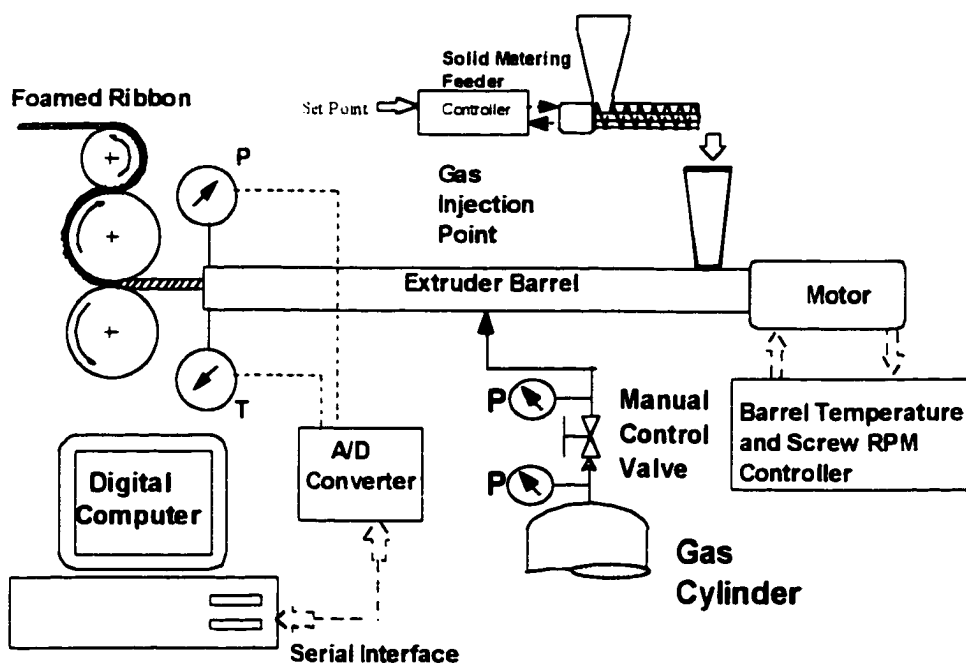 Solid Metering
Feeder
Set Point
Controller
Foamed Ribbon
P
Gas
Injection
Point
Extruder Barrel
Motor
T
P
Manual
Control
Valve
P
Barrel Temperature
and Screw RPM
Controller
A/D
Converter
Digital
Computer
Gas
Cylinder
Serial Interface